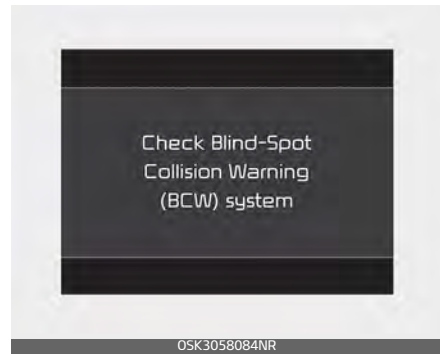 Check Blind-Spot
Collision Warning
(BCW) system
OSK3058084NR